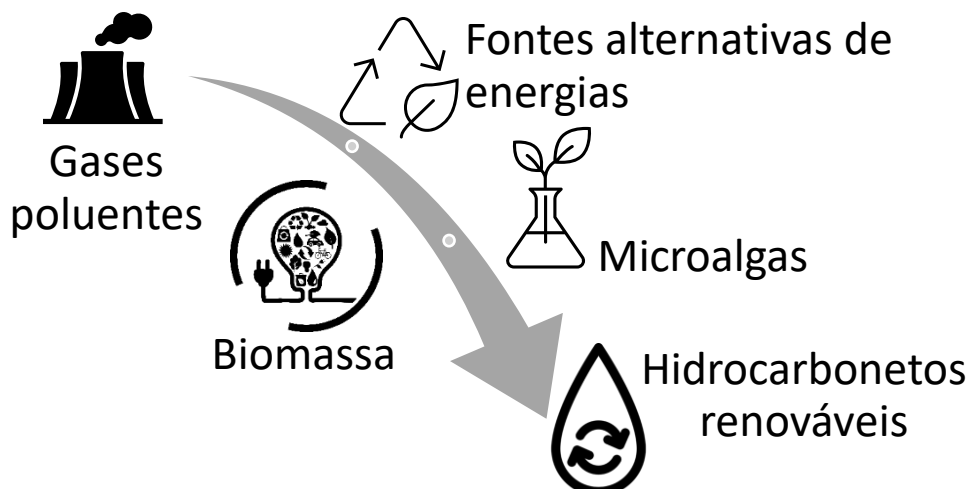 Fontes alternativas de
energias
Gases
poluentes
Microalgas
Biomassa
Hidrocarbonetos
renováveis